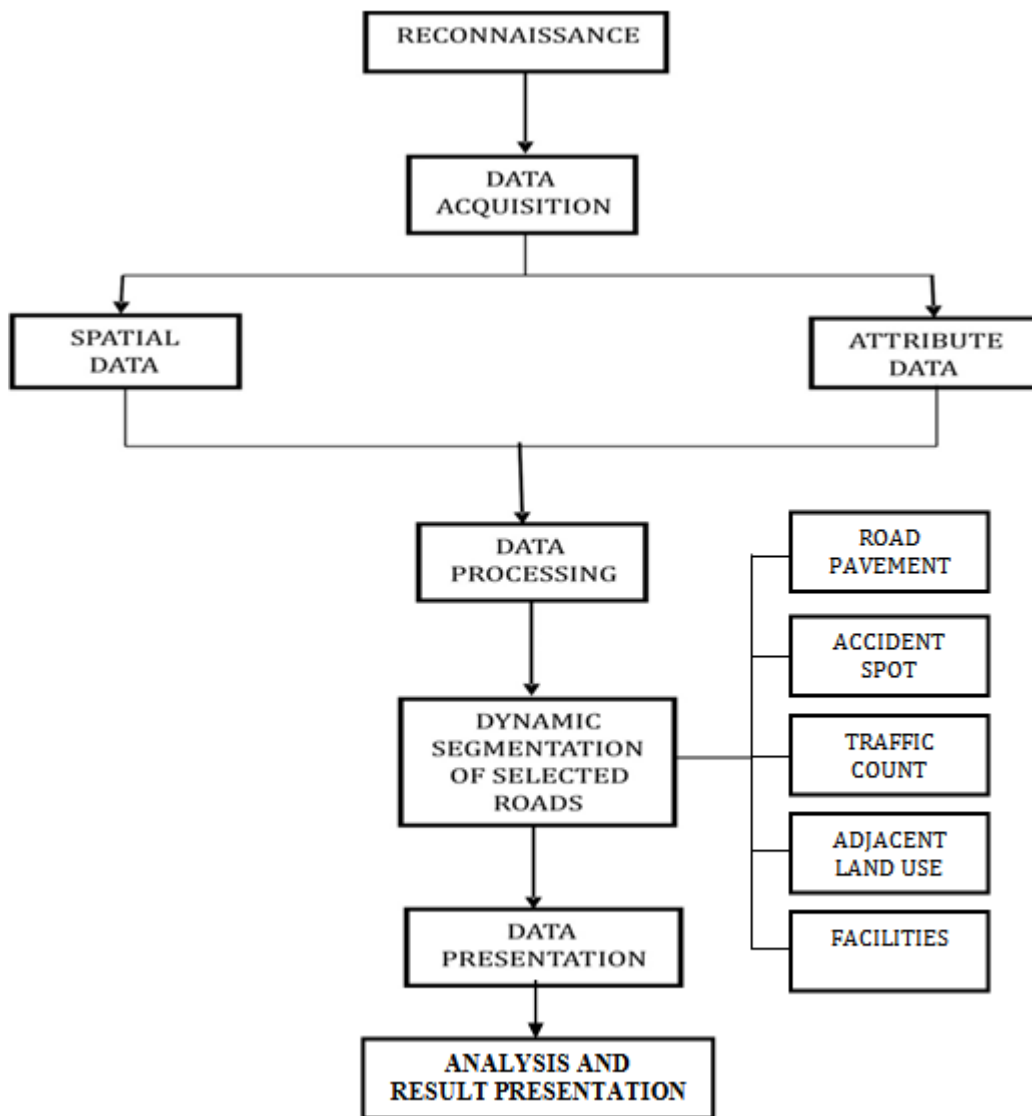 RECONNAISSANCE
DATA
ACQUISITION
SPATIAL
DATA
ATTRIBUTE
DATA
DATA
PROCESSING
DYNAMIC
SEGMENTATION
OF SELECTED
ROADS
ROAD
PAVEMENT
ACCIDENT
SPOT
TRAFFIC
COUNT
ADJACENT
LAND USE
FACILITIES
DATA
PRESENTATION
ANALYSIS AND
RESULT PRESENTATION